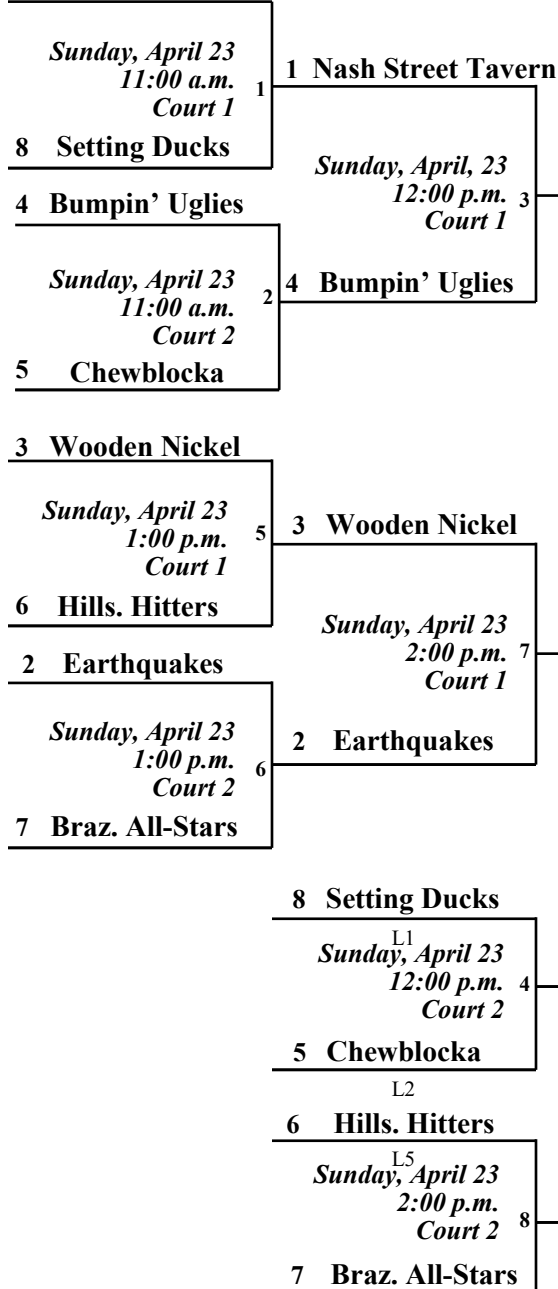 Sunday, April 23
11:00 a.m.
Court 1
1
8 Setting Ducks
1 Nash Street Tavern
4 Bumpin’ Uglies
Sunday, April 23
11:00 a.m.
Court 2
2
5 Chewblocka
Sunday, April, 23
12:00 p.m.
Court 1
3
4 Bumpin’ Uglies
3 Wooden Nickel
Sunday, April 23
1:00 p.m.
Court 1
5
6 Hills. Hitters
3 Wooden Nickel
2 Earthquakes
Sunday, April 23
1:00 p.m.
Court 2
6
7 Braz. All-Stars
Sunday, April 23
2:00 p.m.
Court 1
7
2 Earthquakes
8 Setting Ducks
L1
Sunday, April 23
12:00 p.m.
Court 2
4
5 Chewblocka
L2
6 Hills. Hitters
L5
Sunday, April 23
2:00 p.m.
Court 2
8
7 Braz. All-Stars